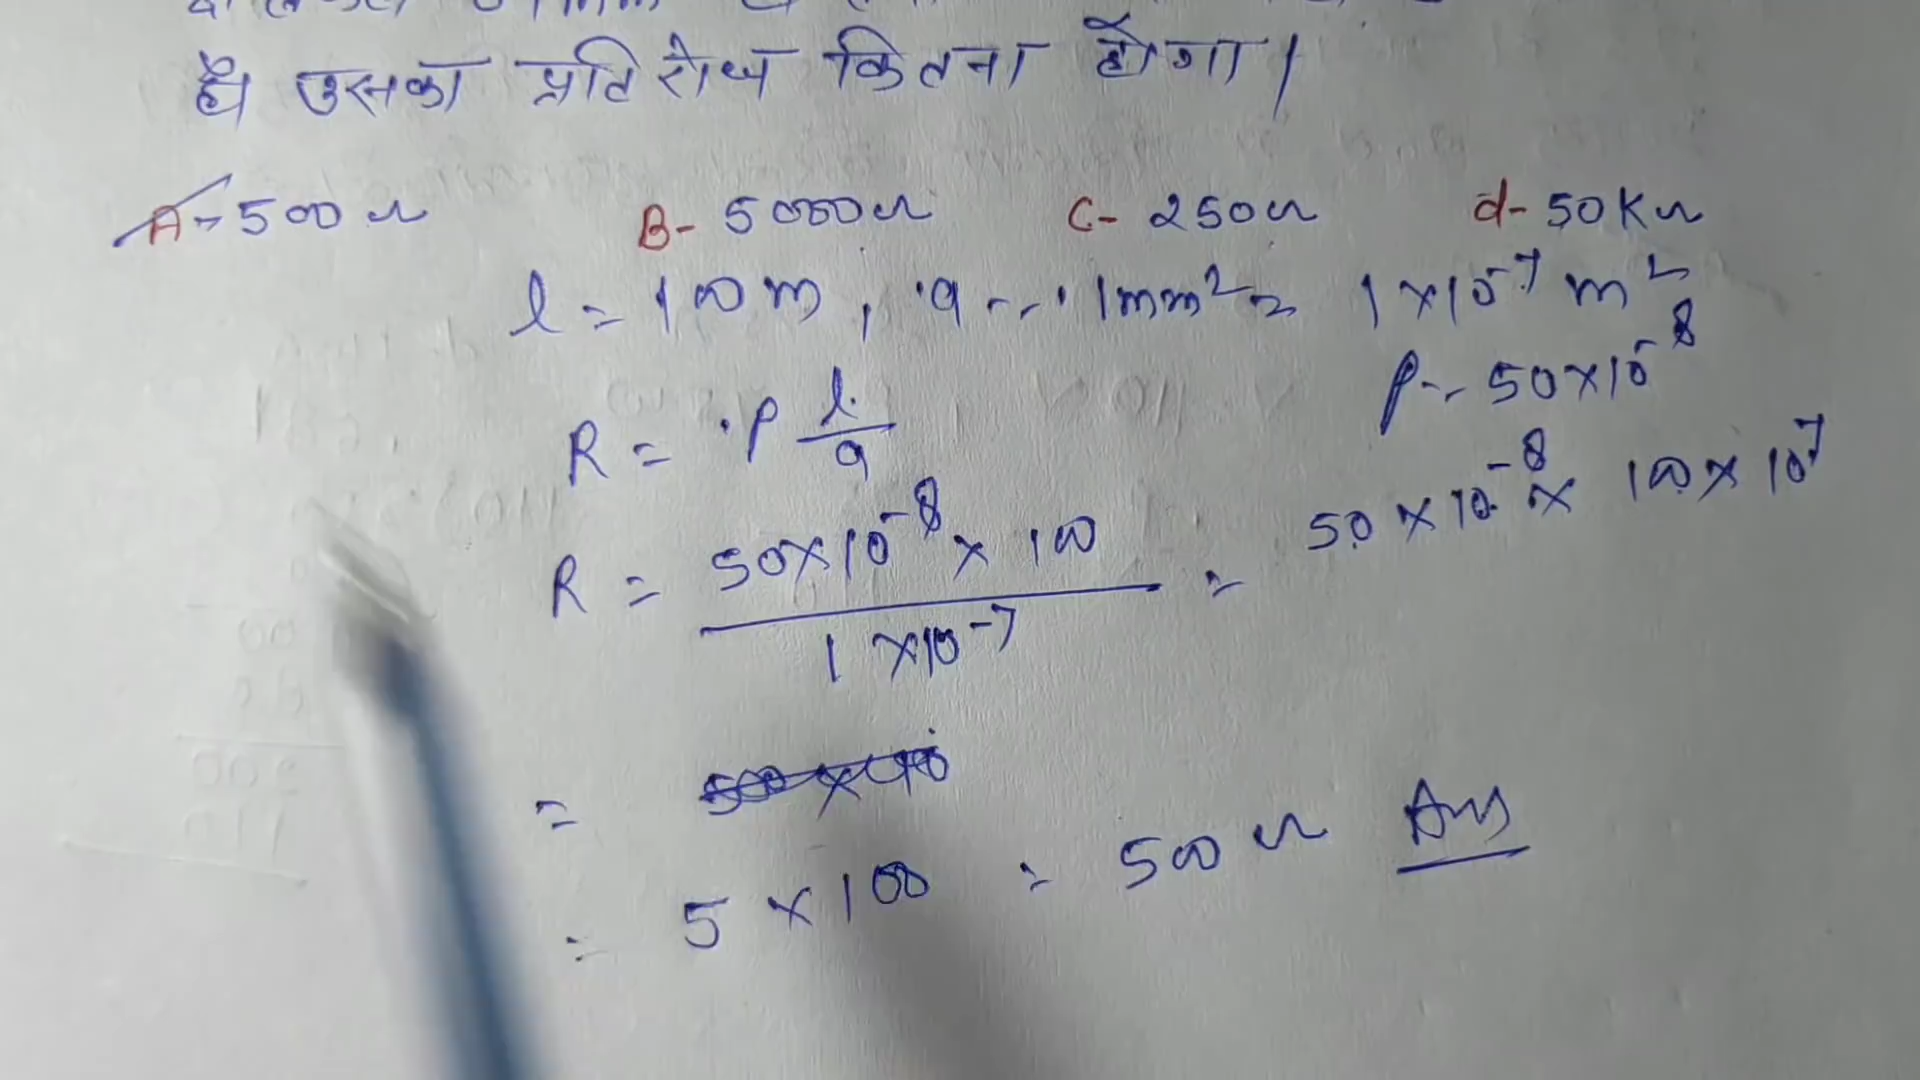 है उसका प्रतिरोध कितना होगा।
A- 500 Ω B- 5000 Ω C- 250 Ω d- 50 K Ω
l = 100 m, a = .1 mm² = 1×10⁻⁷ m²
ρ = 50×10⁻⁸
R = ρ l/a
R = 50×10⁻⁸ × 100 / 1×10⁻⁷ = 50 × 10⁻⁸ × 100 × 10⁷
=
= 5 × 100 = 500 Ω Ans